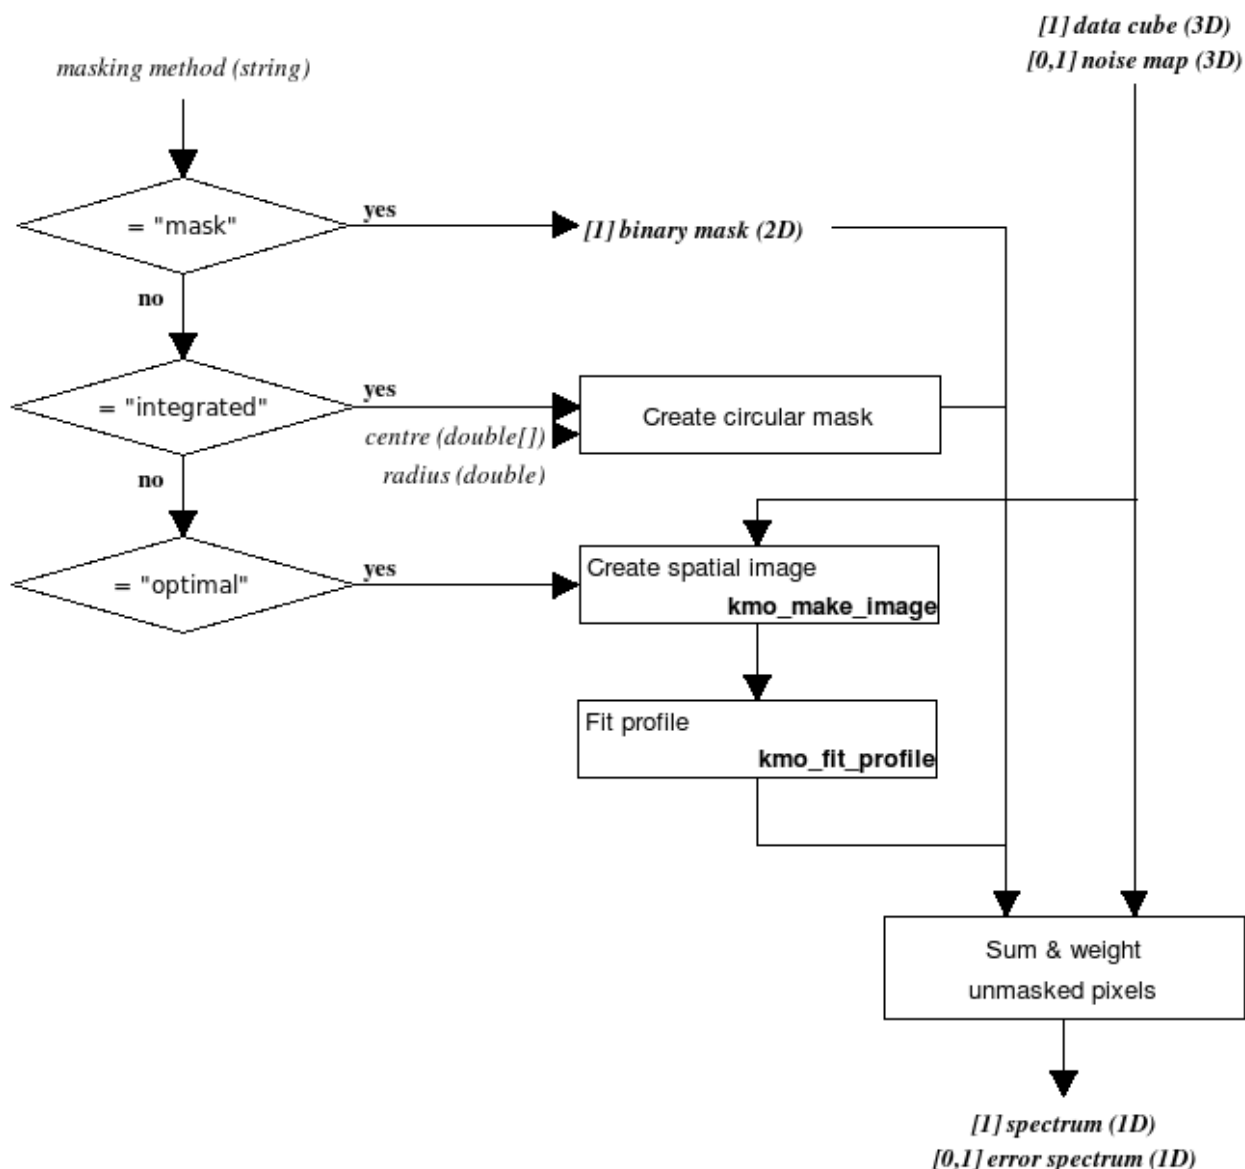 [1] data cube (3D)
masking method (string)
[0,1] noise map (3D)
= "mask"
yes
[1] binary mask (2D)
no
= "integrated"
yes
Create circular mask
centre (double[])
radius (double)
no
= "optimal"
yes
Create spatial image
kmo_make_image
Fit profile
kmo_fit_profile
Sum & weight
unmasked pixels
[1] spectrum (1D)
[0,1] error spectrum (1D)